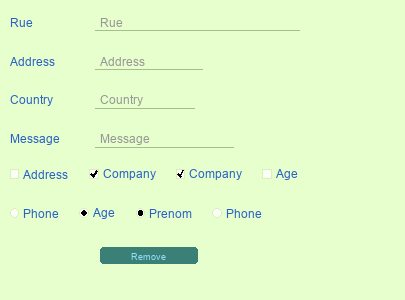 Rue Rue
Address Address
Country Country
Message Message
Address Company Company Age
Phone Age Prenom Phone
Remove